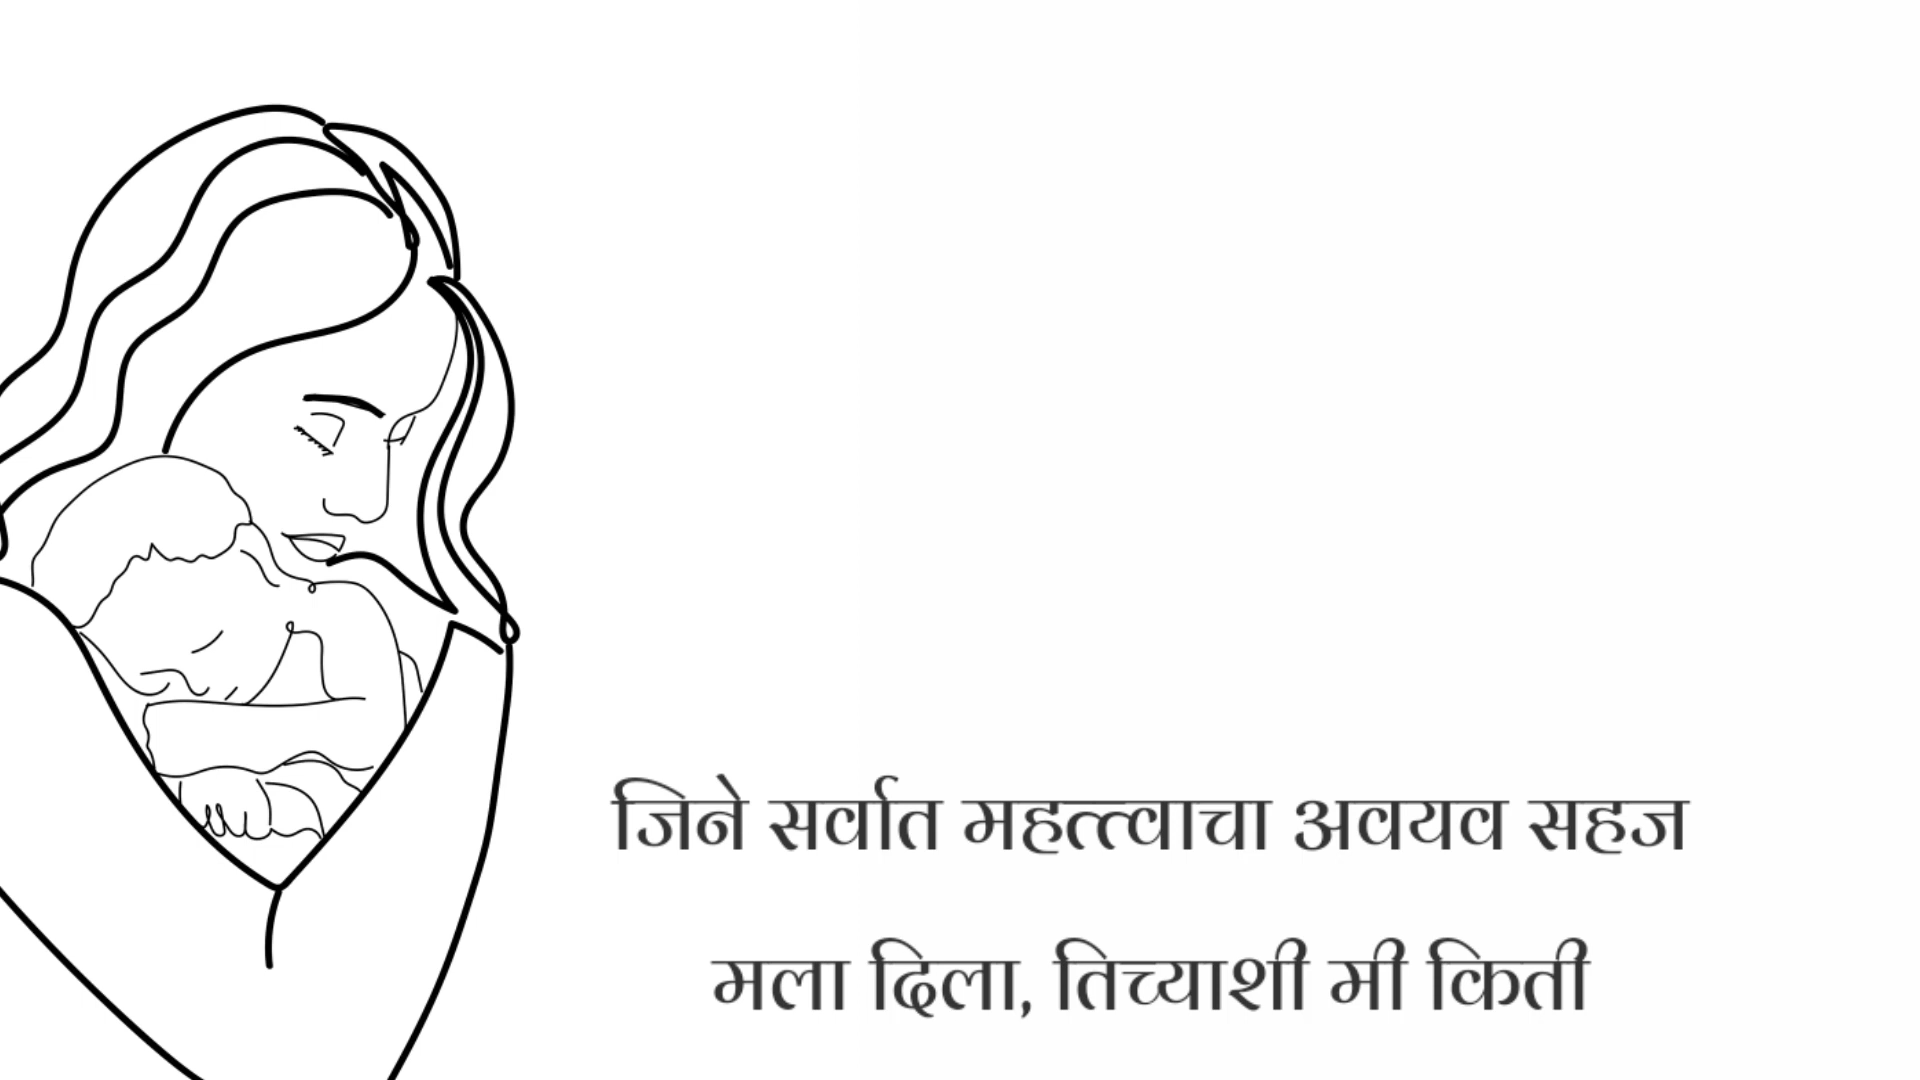 जिने सर्वात महत्त्वाचा अवयव सहज
मला दिला, तिच्याशी मी किती